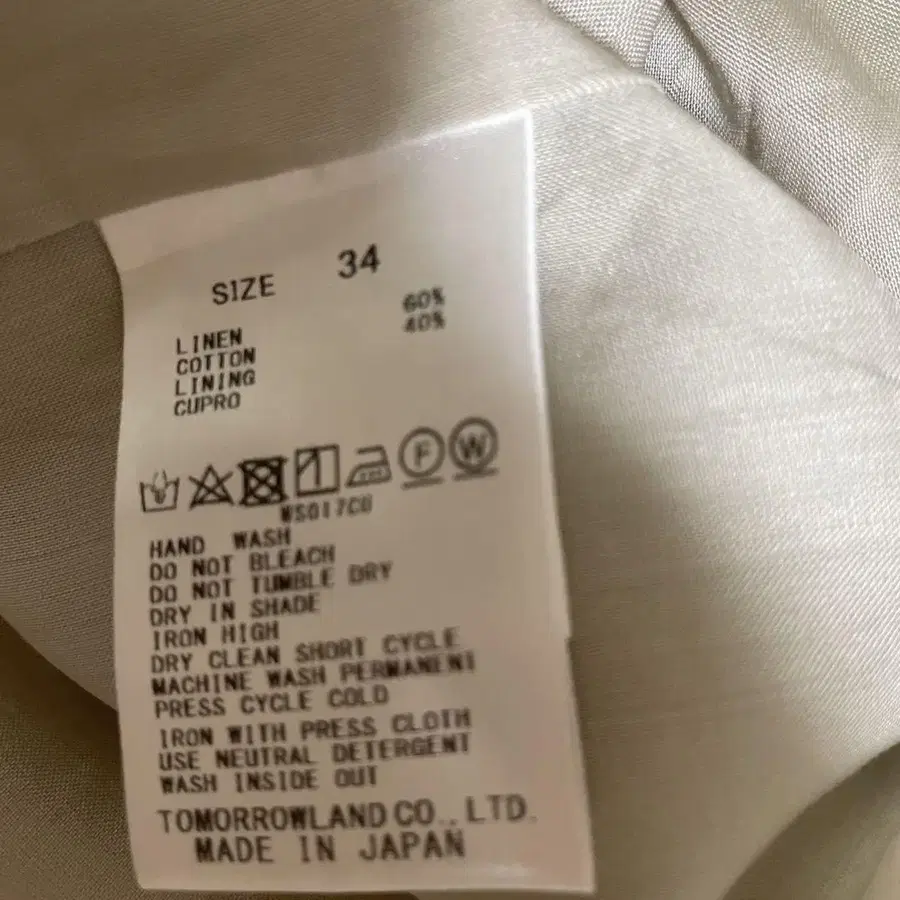 SIZE 34
LINEN 60%
COTTON 40%
LINING
CUPRO
F W
WS017CU
HAND WASH
DO NOT BLEACH
DO NOT TUMBLE DRY
DRY IN SHADE
IRON HIGH
DRY CLEAN SHORT CYCLE
MACHINE WASH PERMANENT
PRESS CYCLE COLD
IRON WITH PRESS CLOTH
USE NEUTRAL DETERGENT
WASH INSIDE OUT
TOMORROWLAND CO., LTD.
MADE IN JAPAN